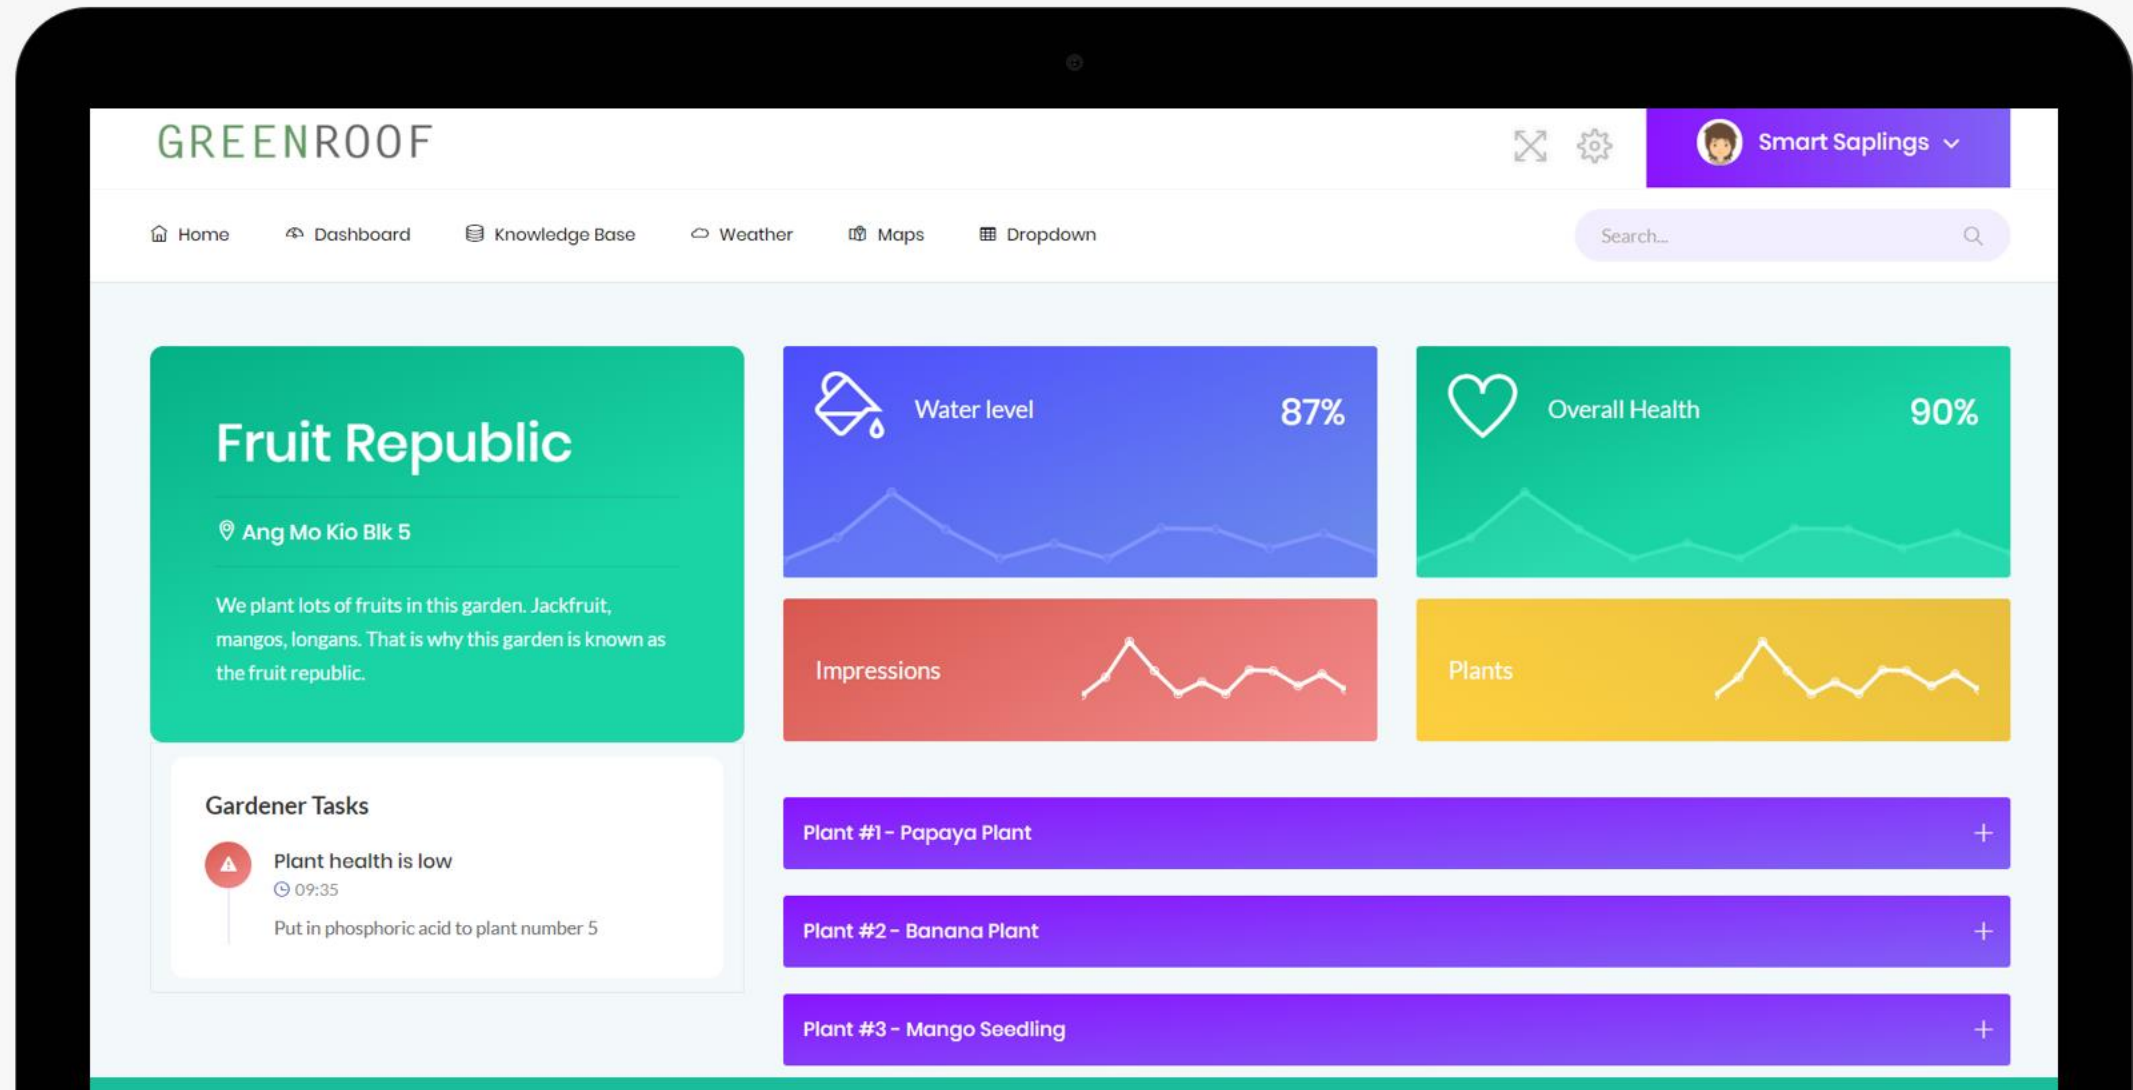 GREENROOF
Smart Saplings
Home
Dashboard
Knowledge Base
Weather
Maps
Dropdown
Search...
Fruit Republic
Ang Mo Kio Blk 5
We plant lots of fruits in this garden. Jackfruit,
mangos, longans. That is why this garden is known as
the fruit republic.
Water level
87%
Overall Health
90%
Impressions
Plants
Gardener Tasks
Plant health is low
09:35
Put in phosphoric acid to plant number 5
Plant #1 - Papaya Plant
Plant #2 - Banana Plant
Plant #3 - Mango Seedling